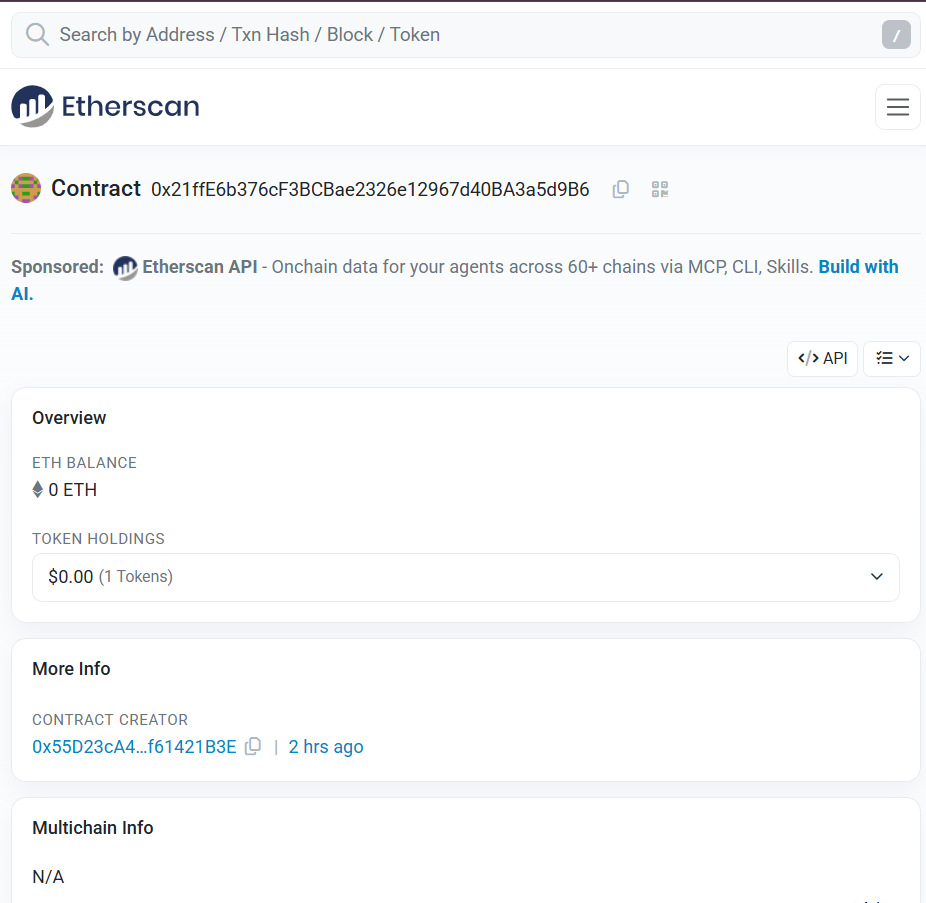 Search by Address / Txn Hash / Block / Token /
Etherscan
Contract 0x21ffE6b376cF3BCBae2326e12967d40BA3a5d9B6
Sponsored: Etherscan API - Onchain data for your agents across 60+ chains via MCP, CLI, Skills. Build with
AI.
</> API
Overview
ETH BALANCE
0 ETH
TOKEN HOLDINGS
$0.00 (1 Tokens)
More Info
CONTRACT CREATOR
0x55D23cA4...f61421B3E | 2 hrs ago
Multichain Info
N/A